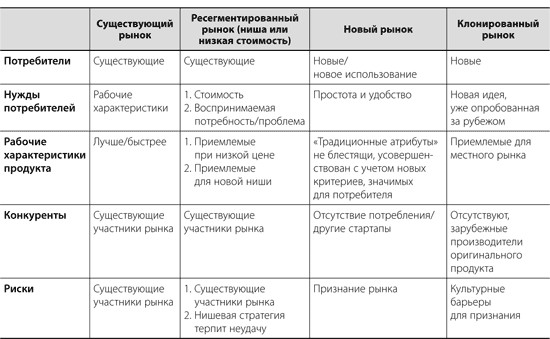 Существующий
рынок
Ресегментированный
рынок (ниша или
низкая стоимость)
Новый рынок
Клонированный
рынок
Потребители
Существующие
Существующие
Новые/
новое использование
Новые
Нужды
потребителей
Рабочие
характеристики
1. Стоимость
2. Воспринимаемая
потребность/проблема
Простота и удобство
Новая идея,
уже опробованная
за рубежом
Рабочие
характеристики
продукта
Лучше/быстрее
1. Приемлемые
при низкой цене
2. Приемлемые
для новой ниши
«Традиционные атрибуты»
не блестящи, усовершен-
ствован с учетом новых
критериев, значимых
для потребителя
Приемлемые для
местного рынка
Конкуренты
Существующие
участники рынка
Существующие
участники рынка
Отсутствие потребления/
другие стартапы
Отсутствуют,
зарубежные
производители
оригинального
продукта
Риски
Существующие
участники рынка
1. Существующие
участники рынка
2. Нишевая стратегия
терпит неудачу
Признание рынка
Культурные
барьеры
для признания